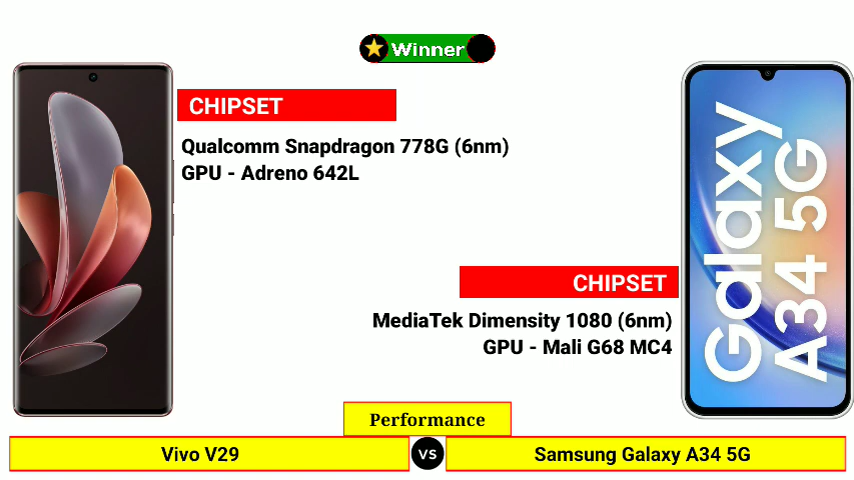 Winner
CHIPSET
Qualcomm Snapdragon 778G (6nm)
GPU - Adreno 642L
Galaxy
A34 5G
CHIPSET
MediaTek Dimensity 1080 (6nm)
GPU - Mali G68 MC4
Performance
Vivo V29
VS
Samsung Galaxy A34 5G